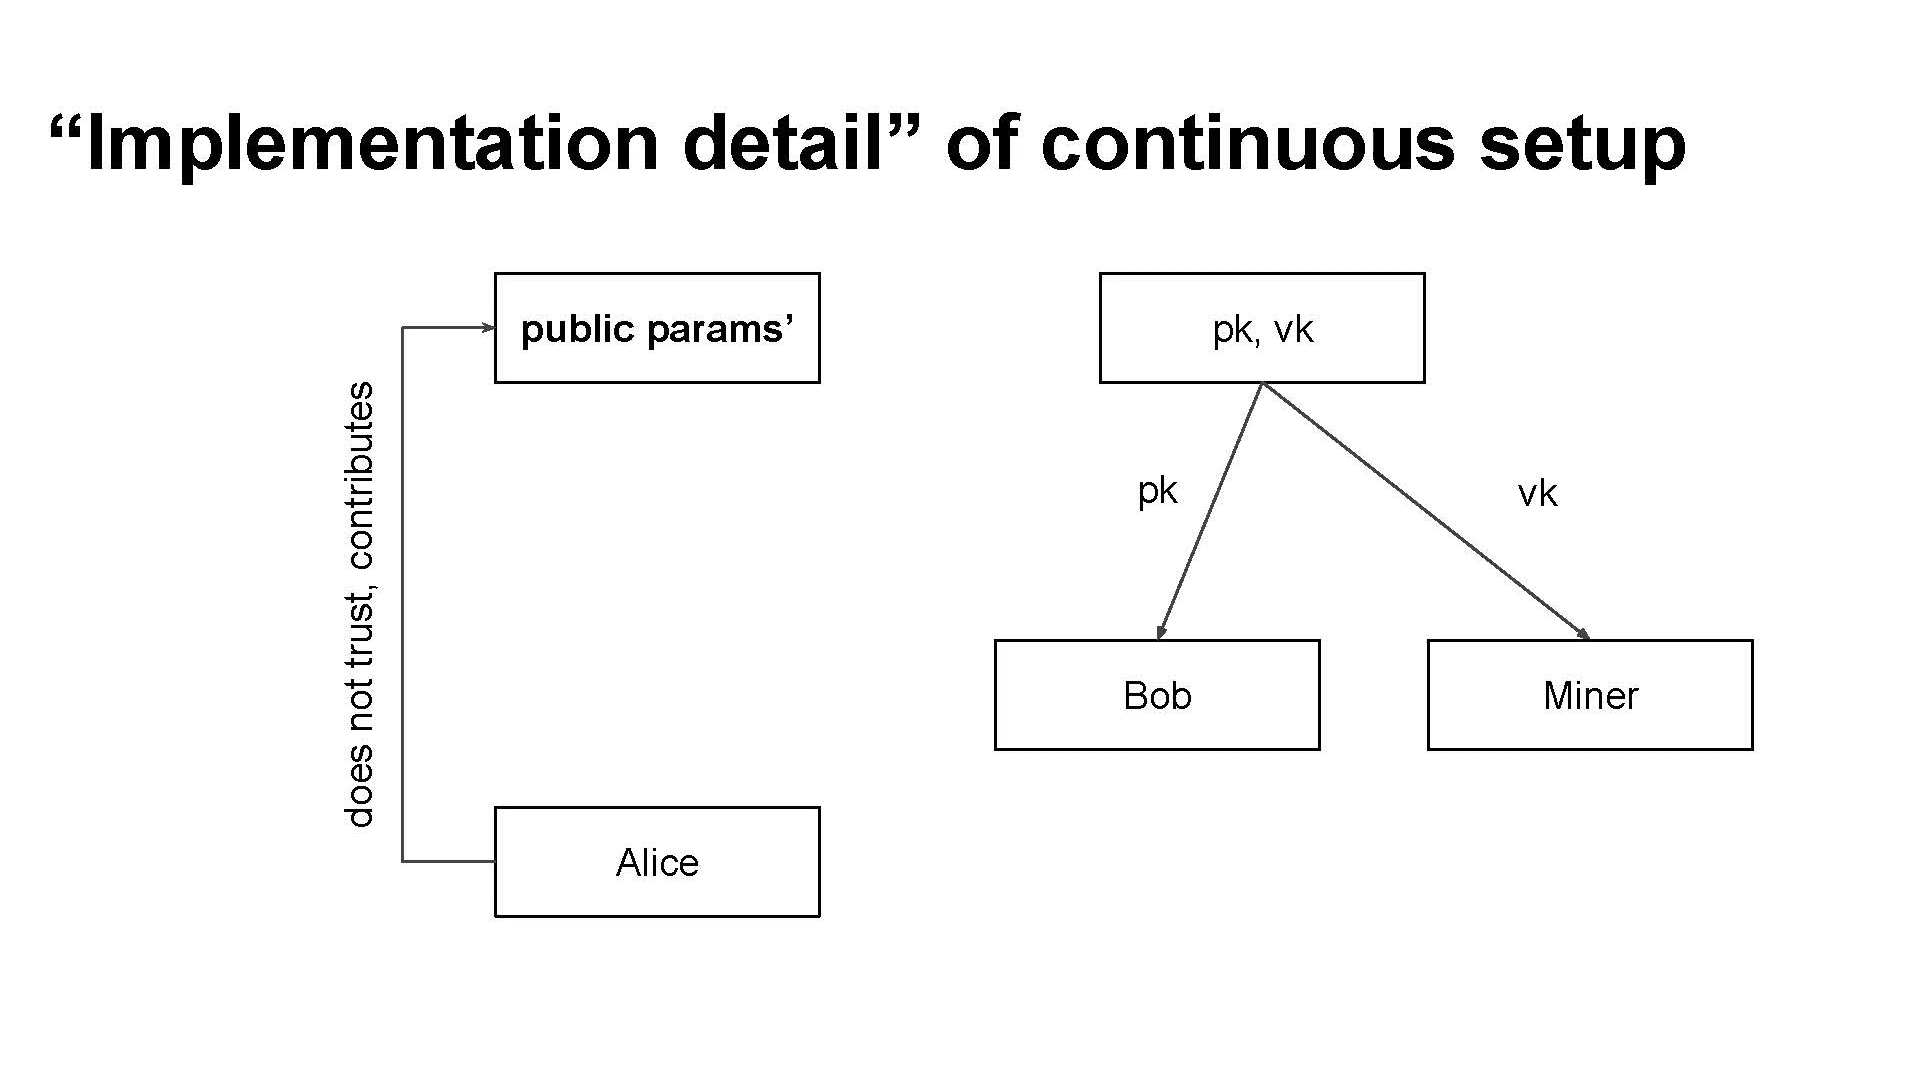 “Implementation detail” of continuous setup
public params’
pk, vk
does not trust, contributes
pk
vk
Bob
Miner
Alice